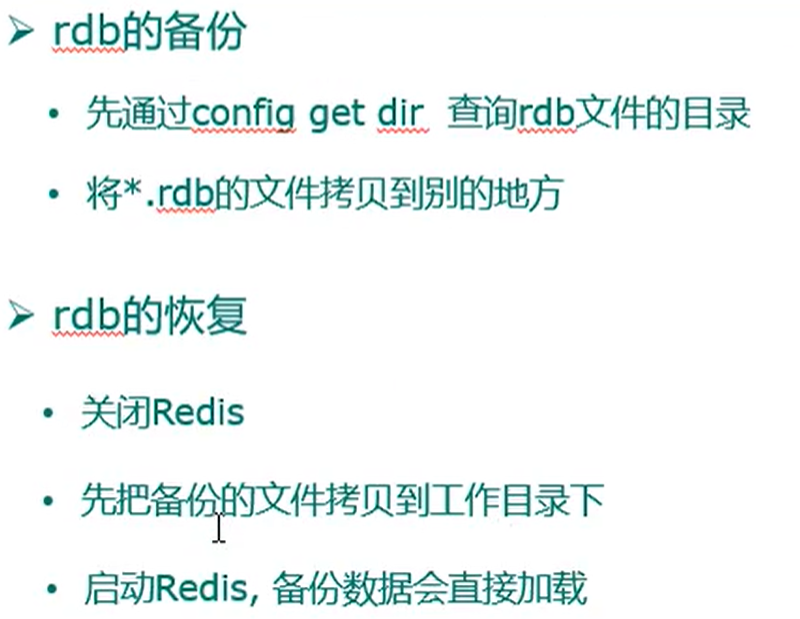 rdb的备份
先通过config get dir 查询rdb文件的目录
将*.rdb的文件拷贝到别的地方
rdb的恢复
关闭Redis
先把备份的文件拷贝到工作目录下
启动Redis, 备份数据会直接加载